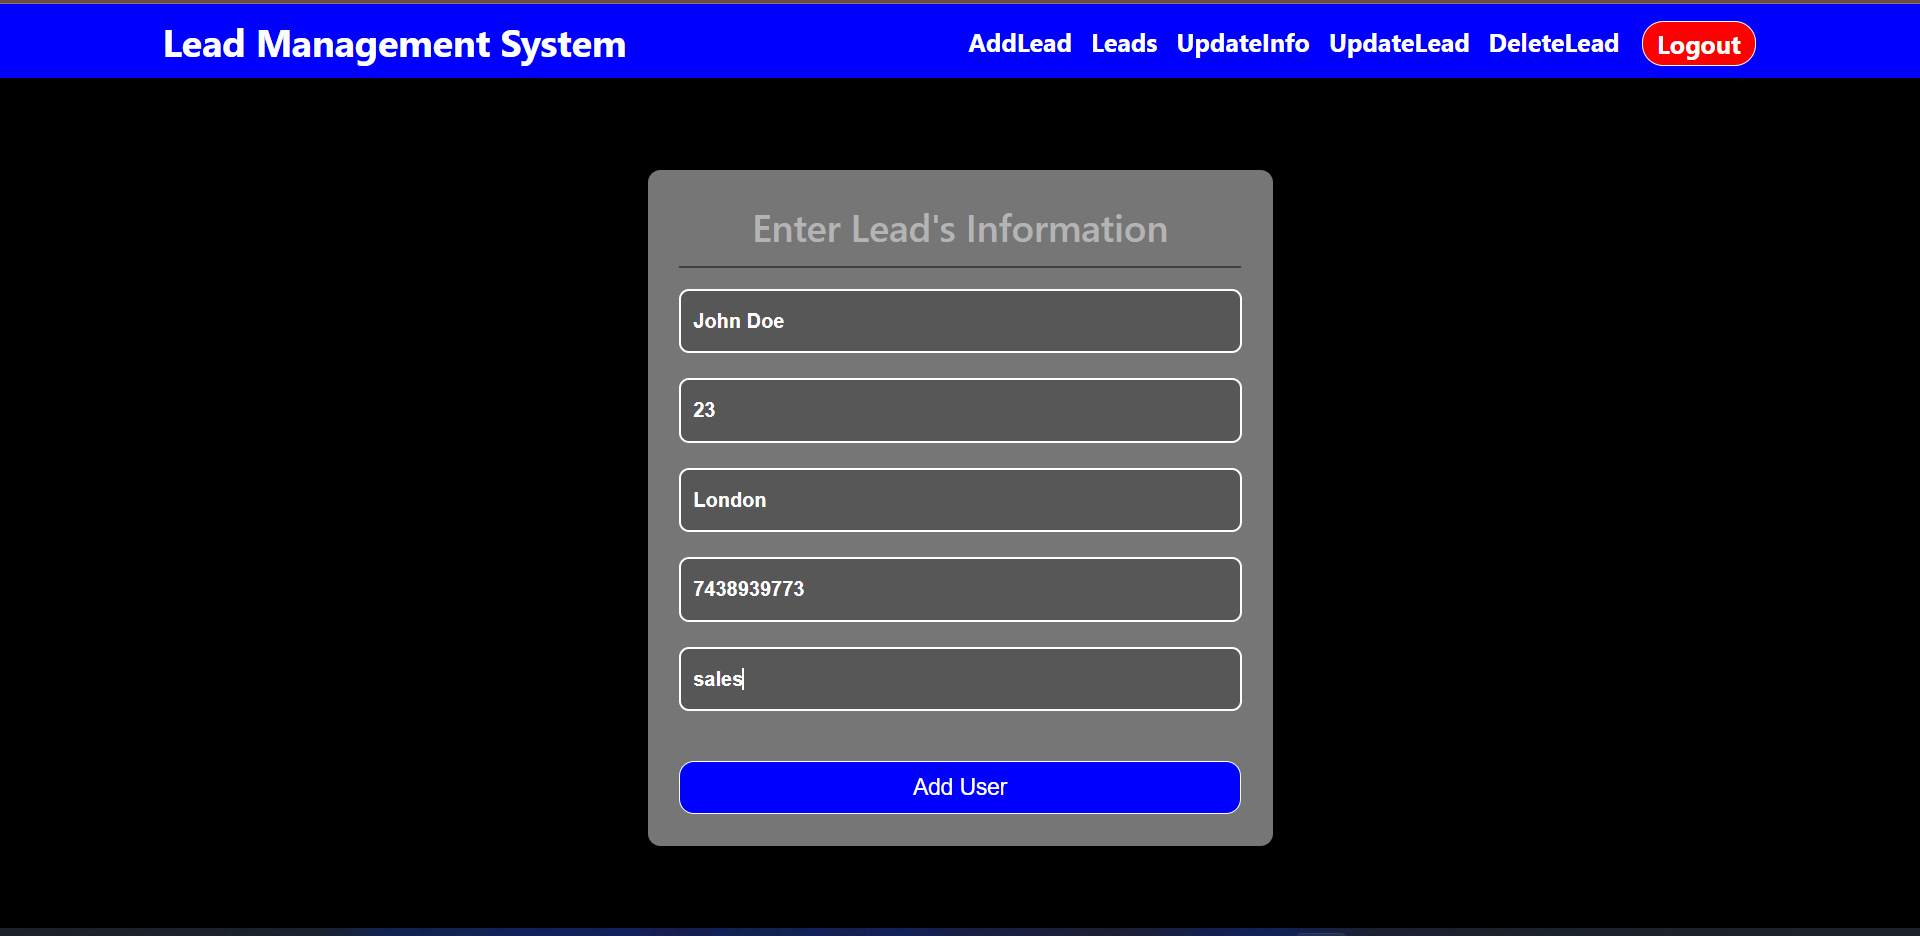 Lead Management System
AddLead Leads UpdateInfo UpdateLead DeleteLead Logout
Enter Lead's Information
John Doe
23
London
7438939773
sales
Add User